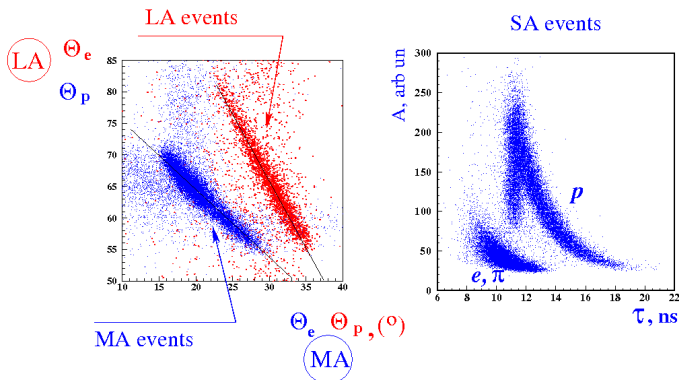 LA events
SA events
LA
Θe
Θp
85
80
75
70
65
60
55
50
10 15 20 25 30 35 40
MA events
Θe Θp, (o)
MA
A, arb un
300
250
200
150
100
50
0
6 8 10 12 14 16 18 20 22
p
e, π
τ, ns